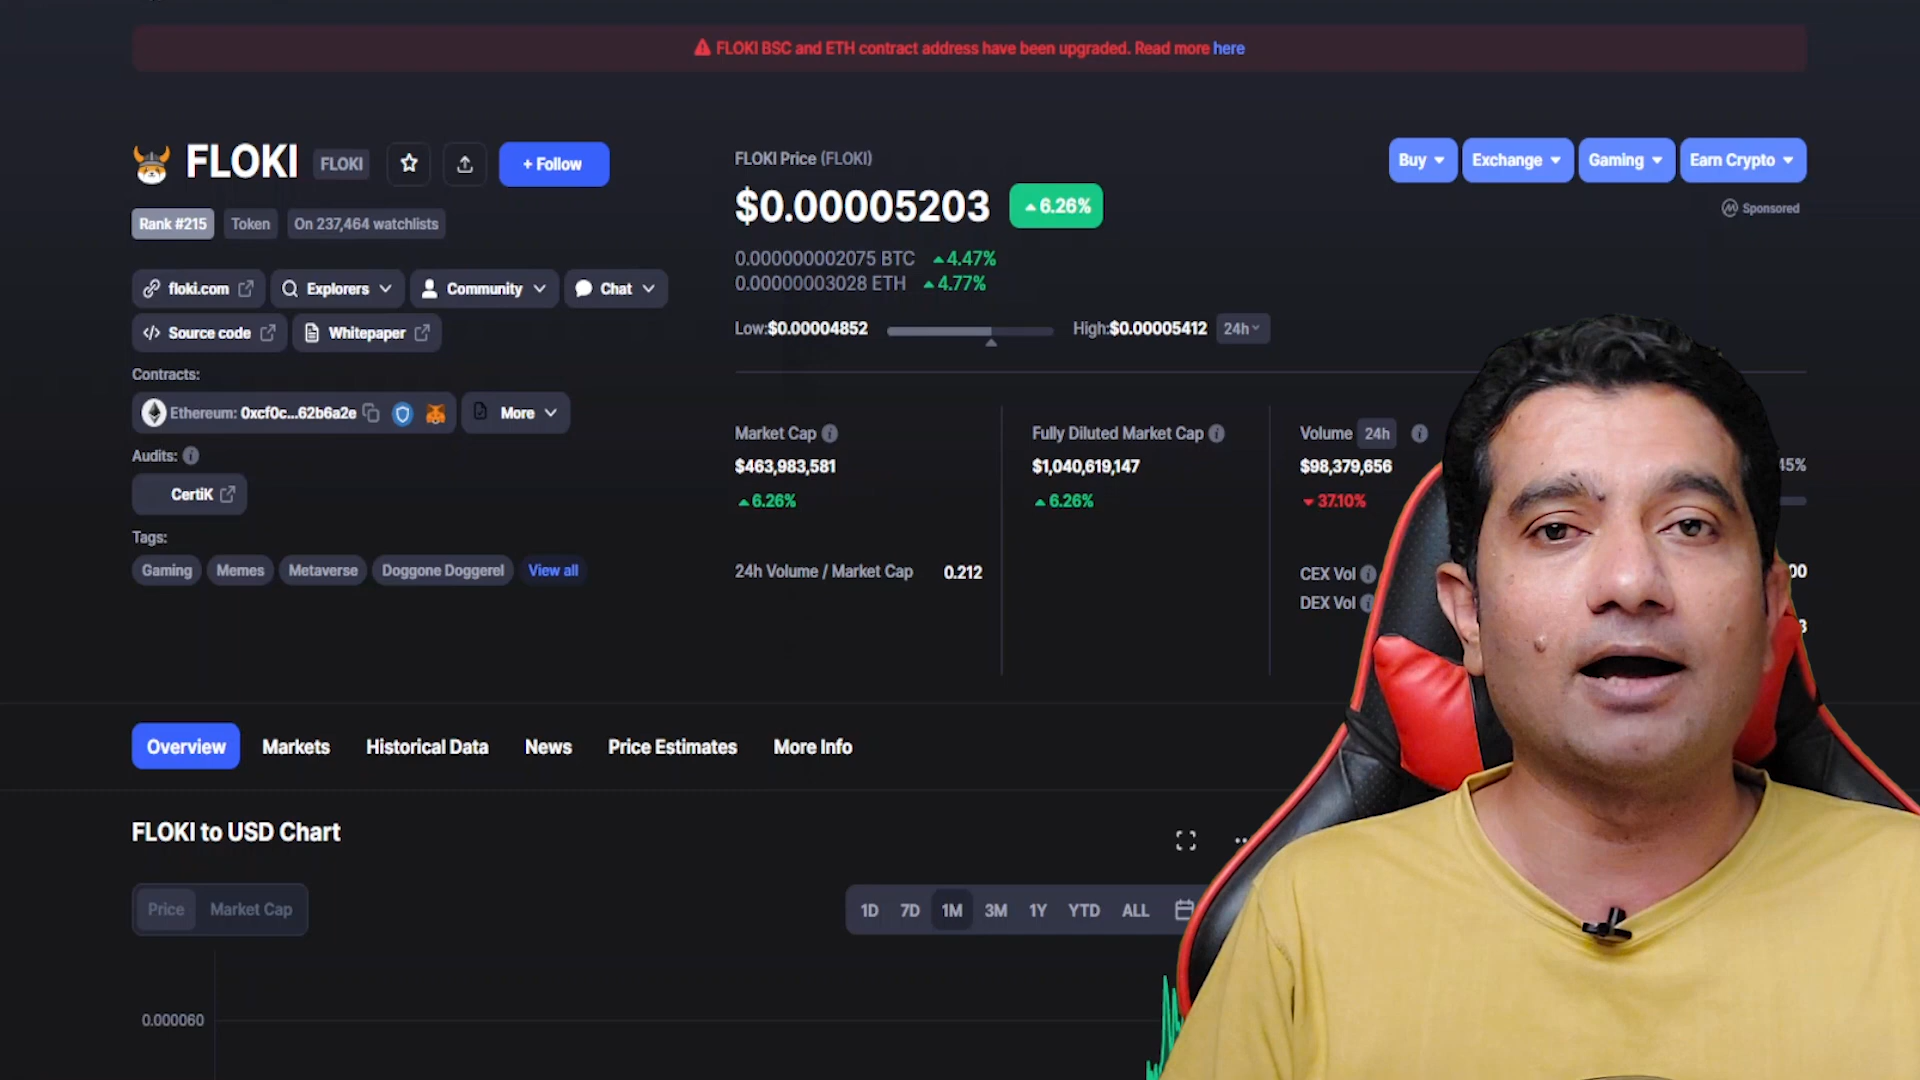 FLOKI BSC and ETH contract address have been upgraded. Read more here
FLOKI FLOKI + Follow
Rank #215 Token On 237,464 watchlists
floki.com Explorers Community Chat
Source code Whitepaper
Contracts:
Ethereum: 0xcf0c...62b6a2e More
Audits:
CertiK
Tags:
Gaming Memes Metaverse Doggone Doggerel View all
FLOKI Price (FLOKI)
$0.00005203 6.26%
0.000000002075 BTC 4.47%
0.00000003028 ETH 4.77%
Low:$0.00004852 High:$0.00005412 24h
Buy Exchange Gaming Earn Crypto
Sponsored
Market Cap
$463,983,581
6.26%
24h Volume / Market Cap 0.212
Fully Diluted Market Cap
$1,040,619,147
6.26%
Volume 24h
$98,379,656
37.10%
CEX Vol
DEX Vol
Overview Markets Historical Data News Price Estimates More Info
FLOKI to USD Chart
Price Market Cap
1D 7D 1M 3M 1Y YTD ALL
0.000060